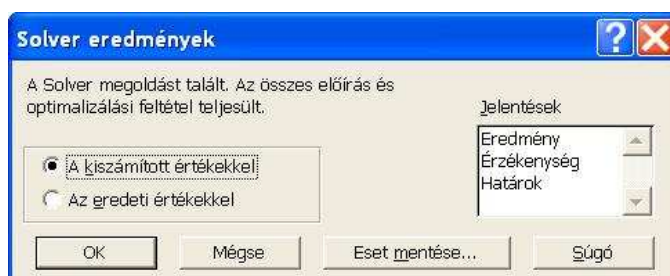 Solver eredmények
A Solver megoldást talált. Az összes előírás és
optimalizálási feltétel teljesült.
Jelentések
Eredmény
Érzékenység
Határok
A kiszámított értékekkel
Az eredeti értékekkel
OK
Mégse
Eset mentése...
Súgó